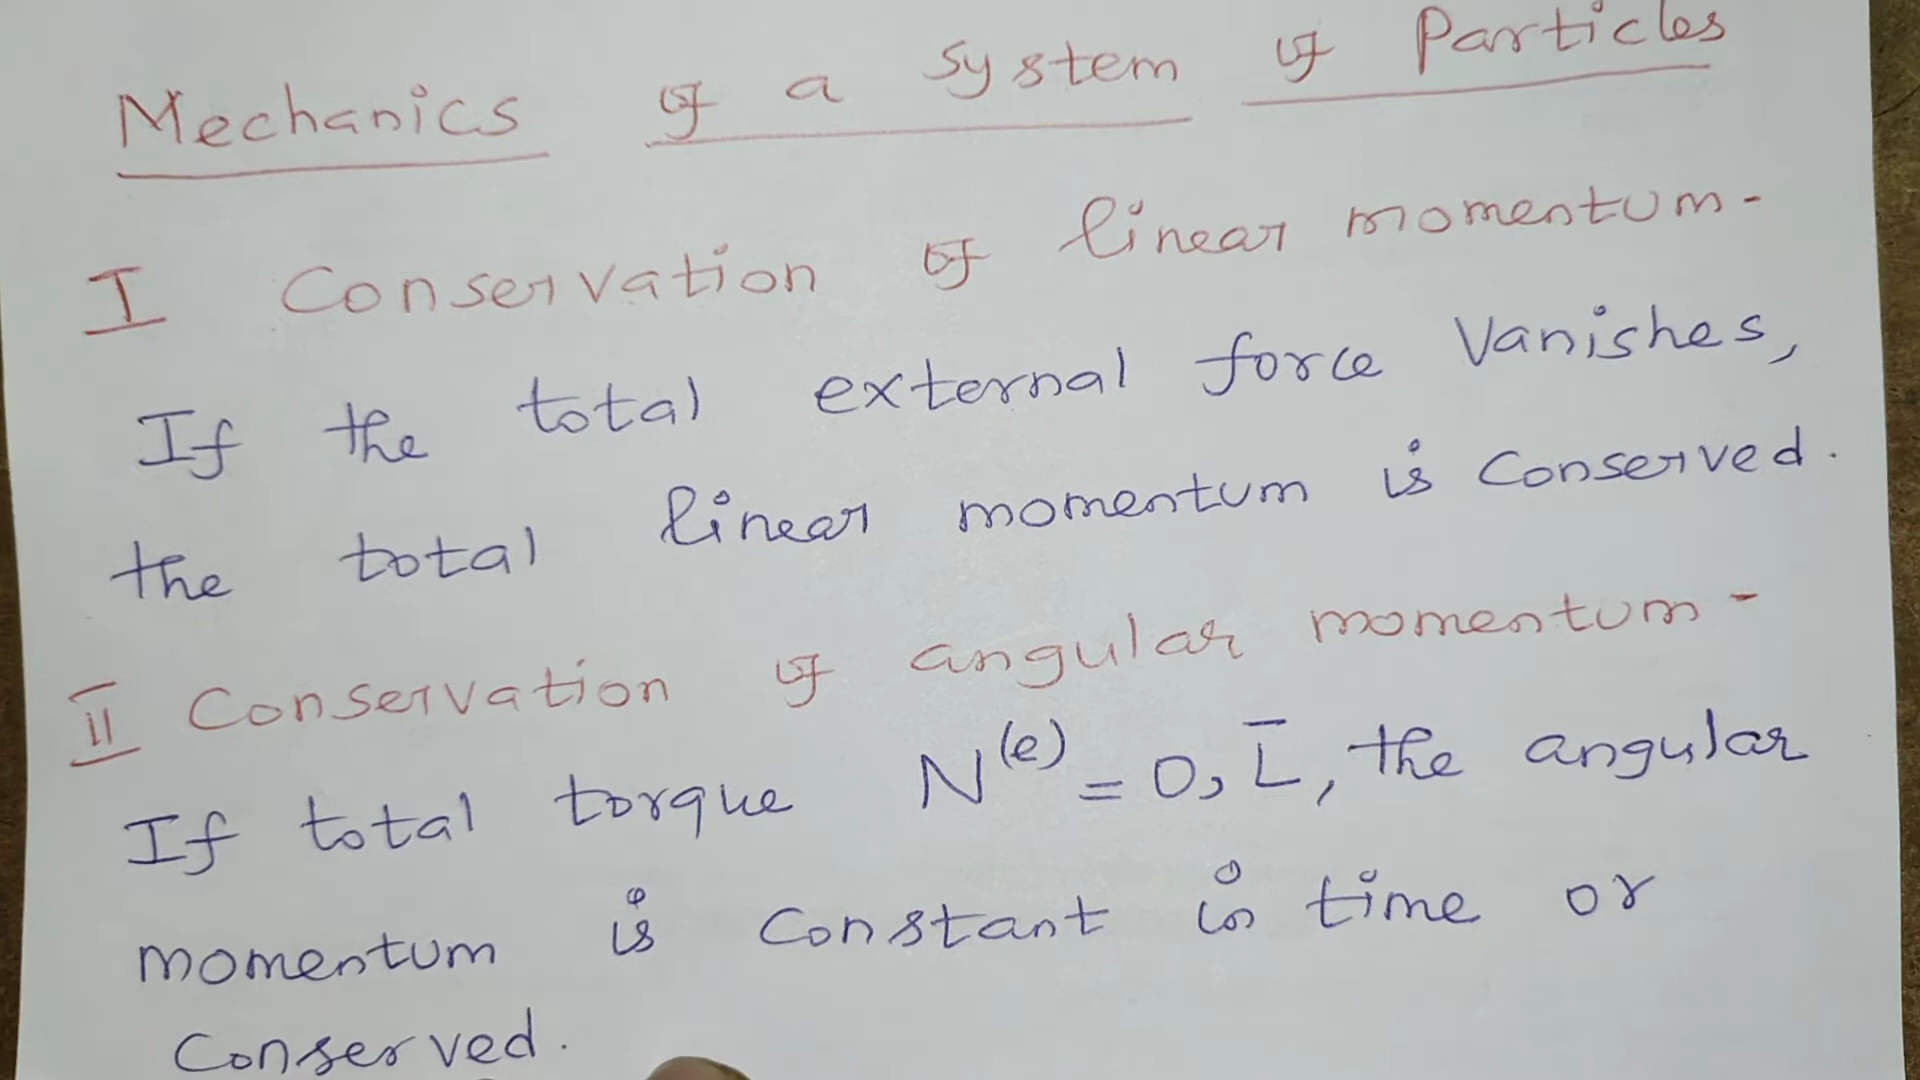 Mechanics of a system of Particles
I Conservation of linear momentum-
If the total external force Vanishes,
the total linear momentum is Conserved.
II Conservation of angular momentum-
If total torque N^(e) = 0, L̄, the angular
momentum is Constant in time or
Conserved.